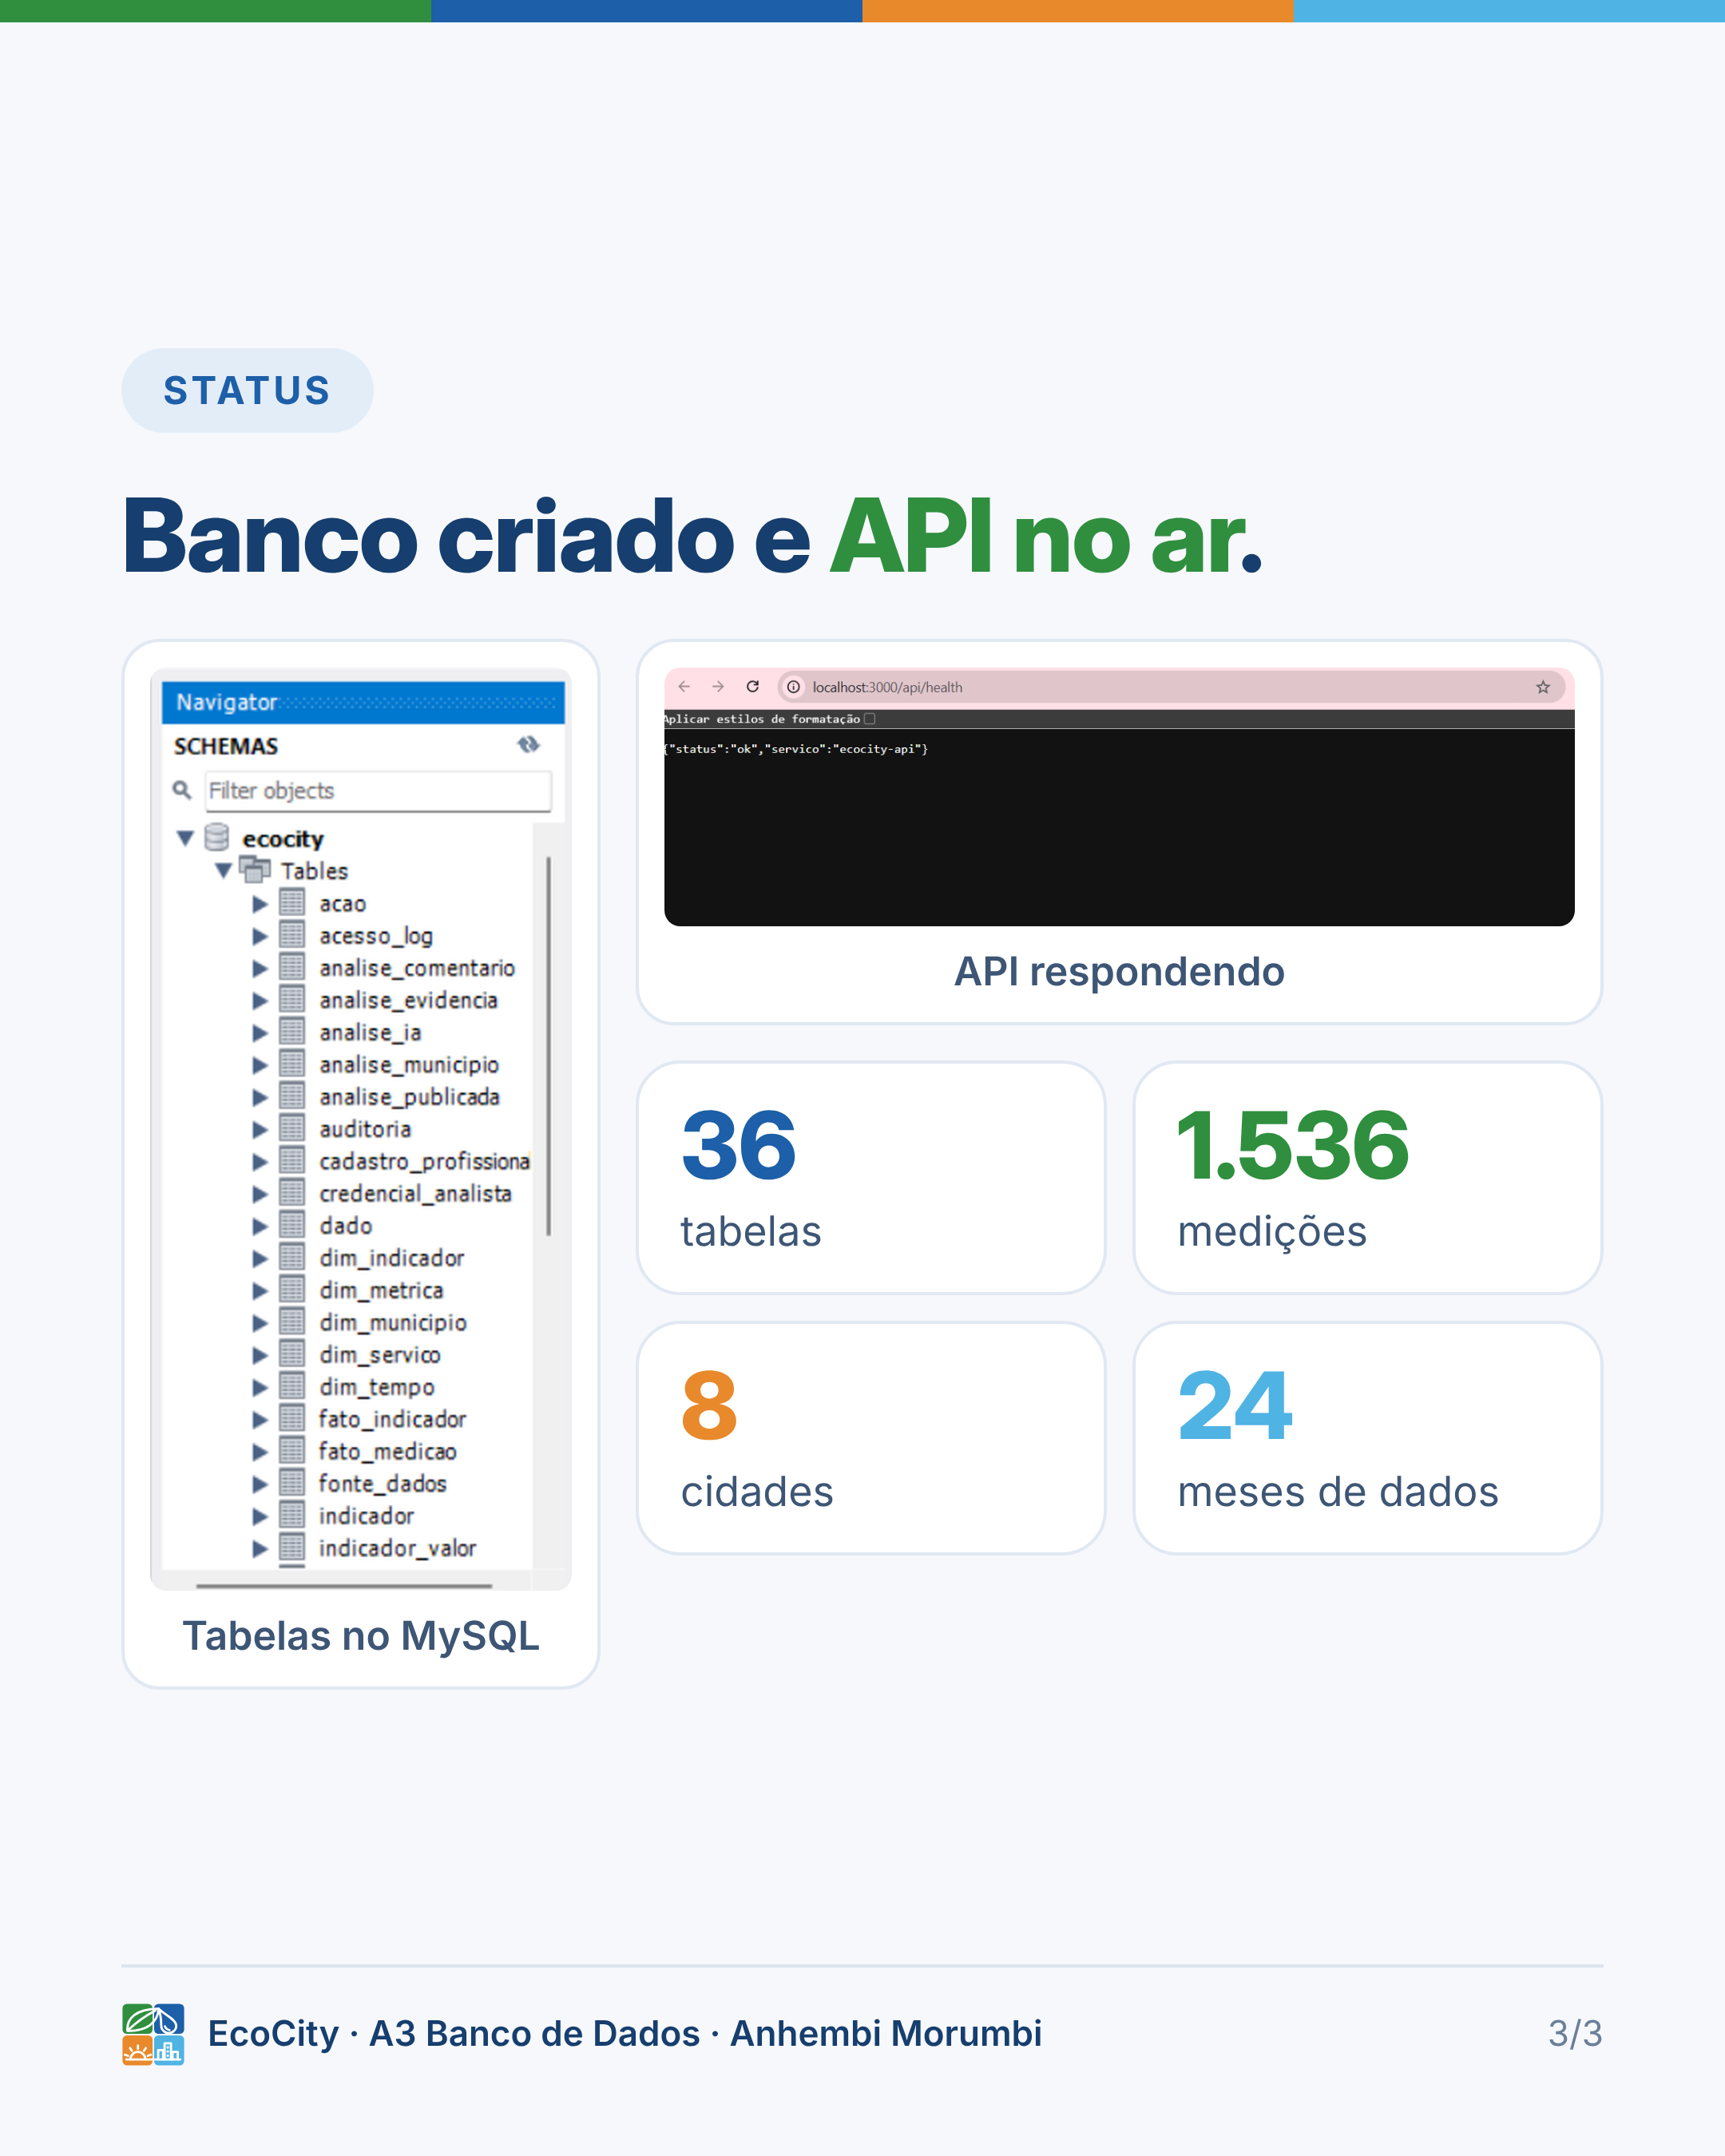 STATUS
Banco criado e API no ar.
Navigator
SCHEMAS
Filter objects
ecocity
Tables
acao
acesso_log
analise_comentario
analise_evidencia
analise_ia
analise_municipio
analise_publicada
auditoria
cadastro_profissiona
credencial_analista
dado
dim_indicador
dim_metrica
dim_municipio
dim_servico
dim_tempo
fato_indicador
fato_medicao
fonte_dados
indicador
indicador_valor
Tabelas no MySQL
localhost:3000/api/health
Aplicar estilos de formatação
{"status":"ok","servico":"ecocity-api"}
API respondendo
36
tabelas
1.536
medições
8
cidades
24
meses de dados
EcoCity · A3 Banco de Dados · Anhembi Morumbi
3/3